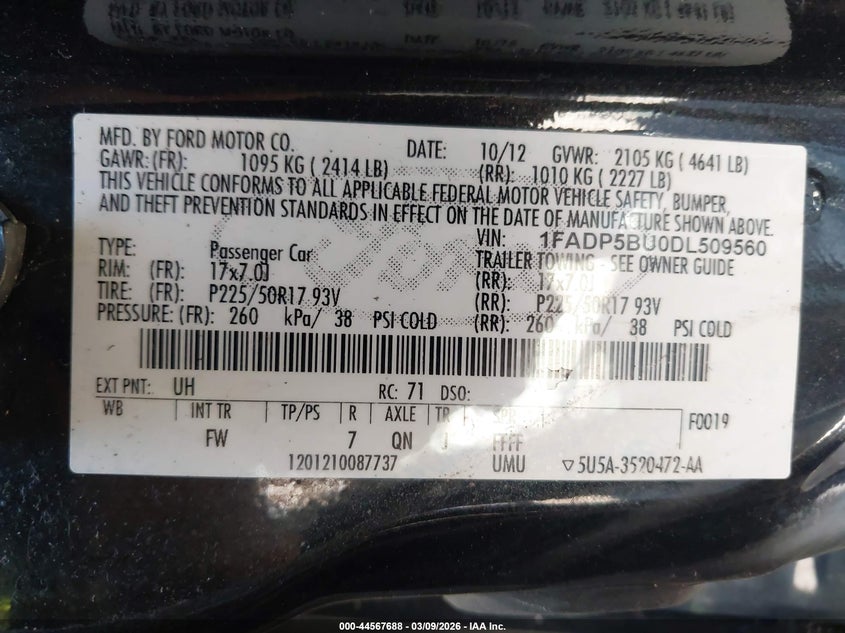 MFD. BY FORD MOTOR CO. DATE: 10/12 GVWR: 2105 KG ( 4641 LB)
GAWR: (FR): 1095 KG ( 2414 LB) (RR): 1010 KG ( 2227 LB)
THIS VEHICLE CONFORMS TO ALL APPLICABLE FEDERAL MOTOR VEHICLE SAFETY, BUMPER,
AND THEFT PREVENTION STANDARDS IN EFFECT ON THE DATE OF MANUFACTURE SHOWN ABOVE.
VIN: 1FADP5BU0DL509560
TYPE: Passenger Car TRAILER TOWING - SEE OWNER GUIDE
RIM: (FR): 17x7.0J (RR): 17x7.0J
TIRE: (FR): P225/50R17 93V (RR): P225/50R17 93V
PRESSURE: (FR): 260 kPa/ 38 PSI COLD (RR): 260 kPa/ 38 PSI COLD
EXT PNT: UH RC: 71 DSO:
WB INT TR TP/PS R AXLE TR SPR F0019
FW 7 QN J FFFF
1201210087737 UMU ▽5U5A-3520472-AA
000-44567688 - 03/09/2026 - IAA Inc.